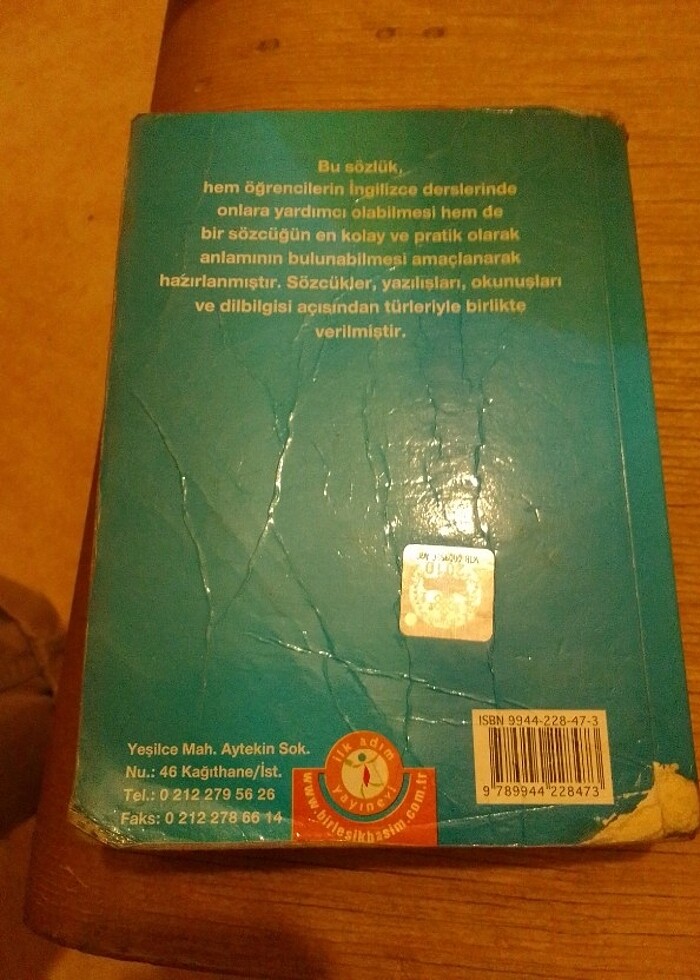 Bu sözlük,
hem öğrencilerin İngilizce derslerinde
onlara yardımcı olabilmesi hem de
bir sözcüğün en kolay ve pratik olarak
anlamının bulunabilmesi amaçlanarak
hazırlanmıştır. Sözcükler, yazılışları, okunuşları
ve dilbilgisi açısından türleriyle birlikte
verilmiştir.
2010
Yeşilce Mah. Aytekin Sok.
Nu.: 46 Kağıthane/İst.
Tel.: 0 212 279 56 26
Faks: 0 212 278 66 14
ilk adım
yayınevi
www.birlesikbasim.com.tr
ISBN 9944-228-47-3
9 789944 228473